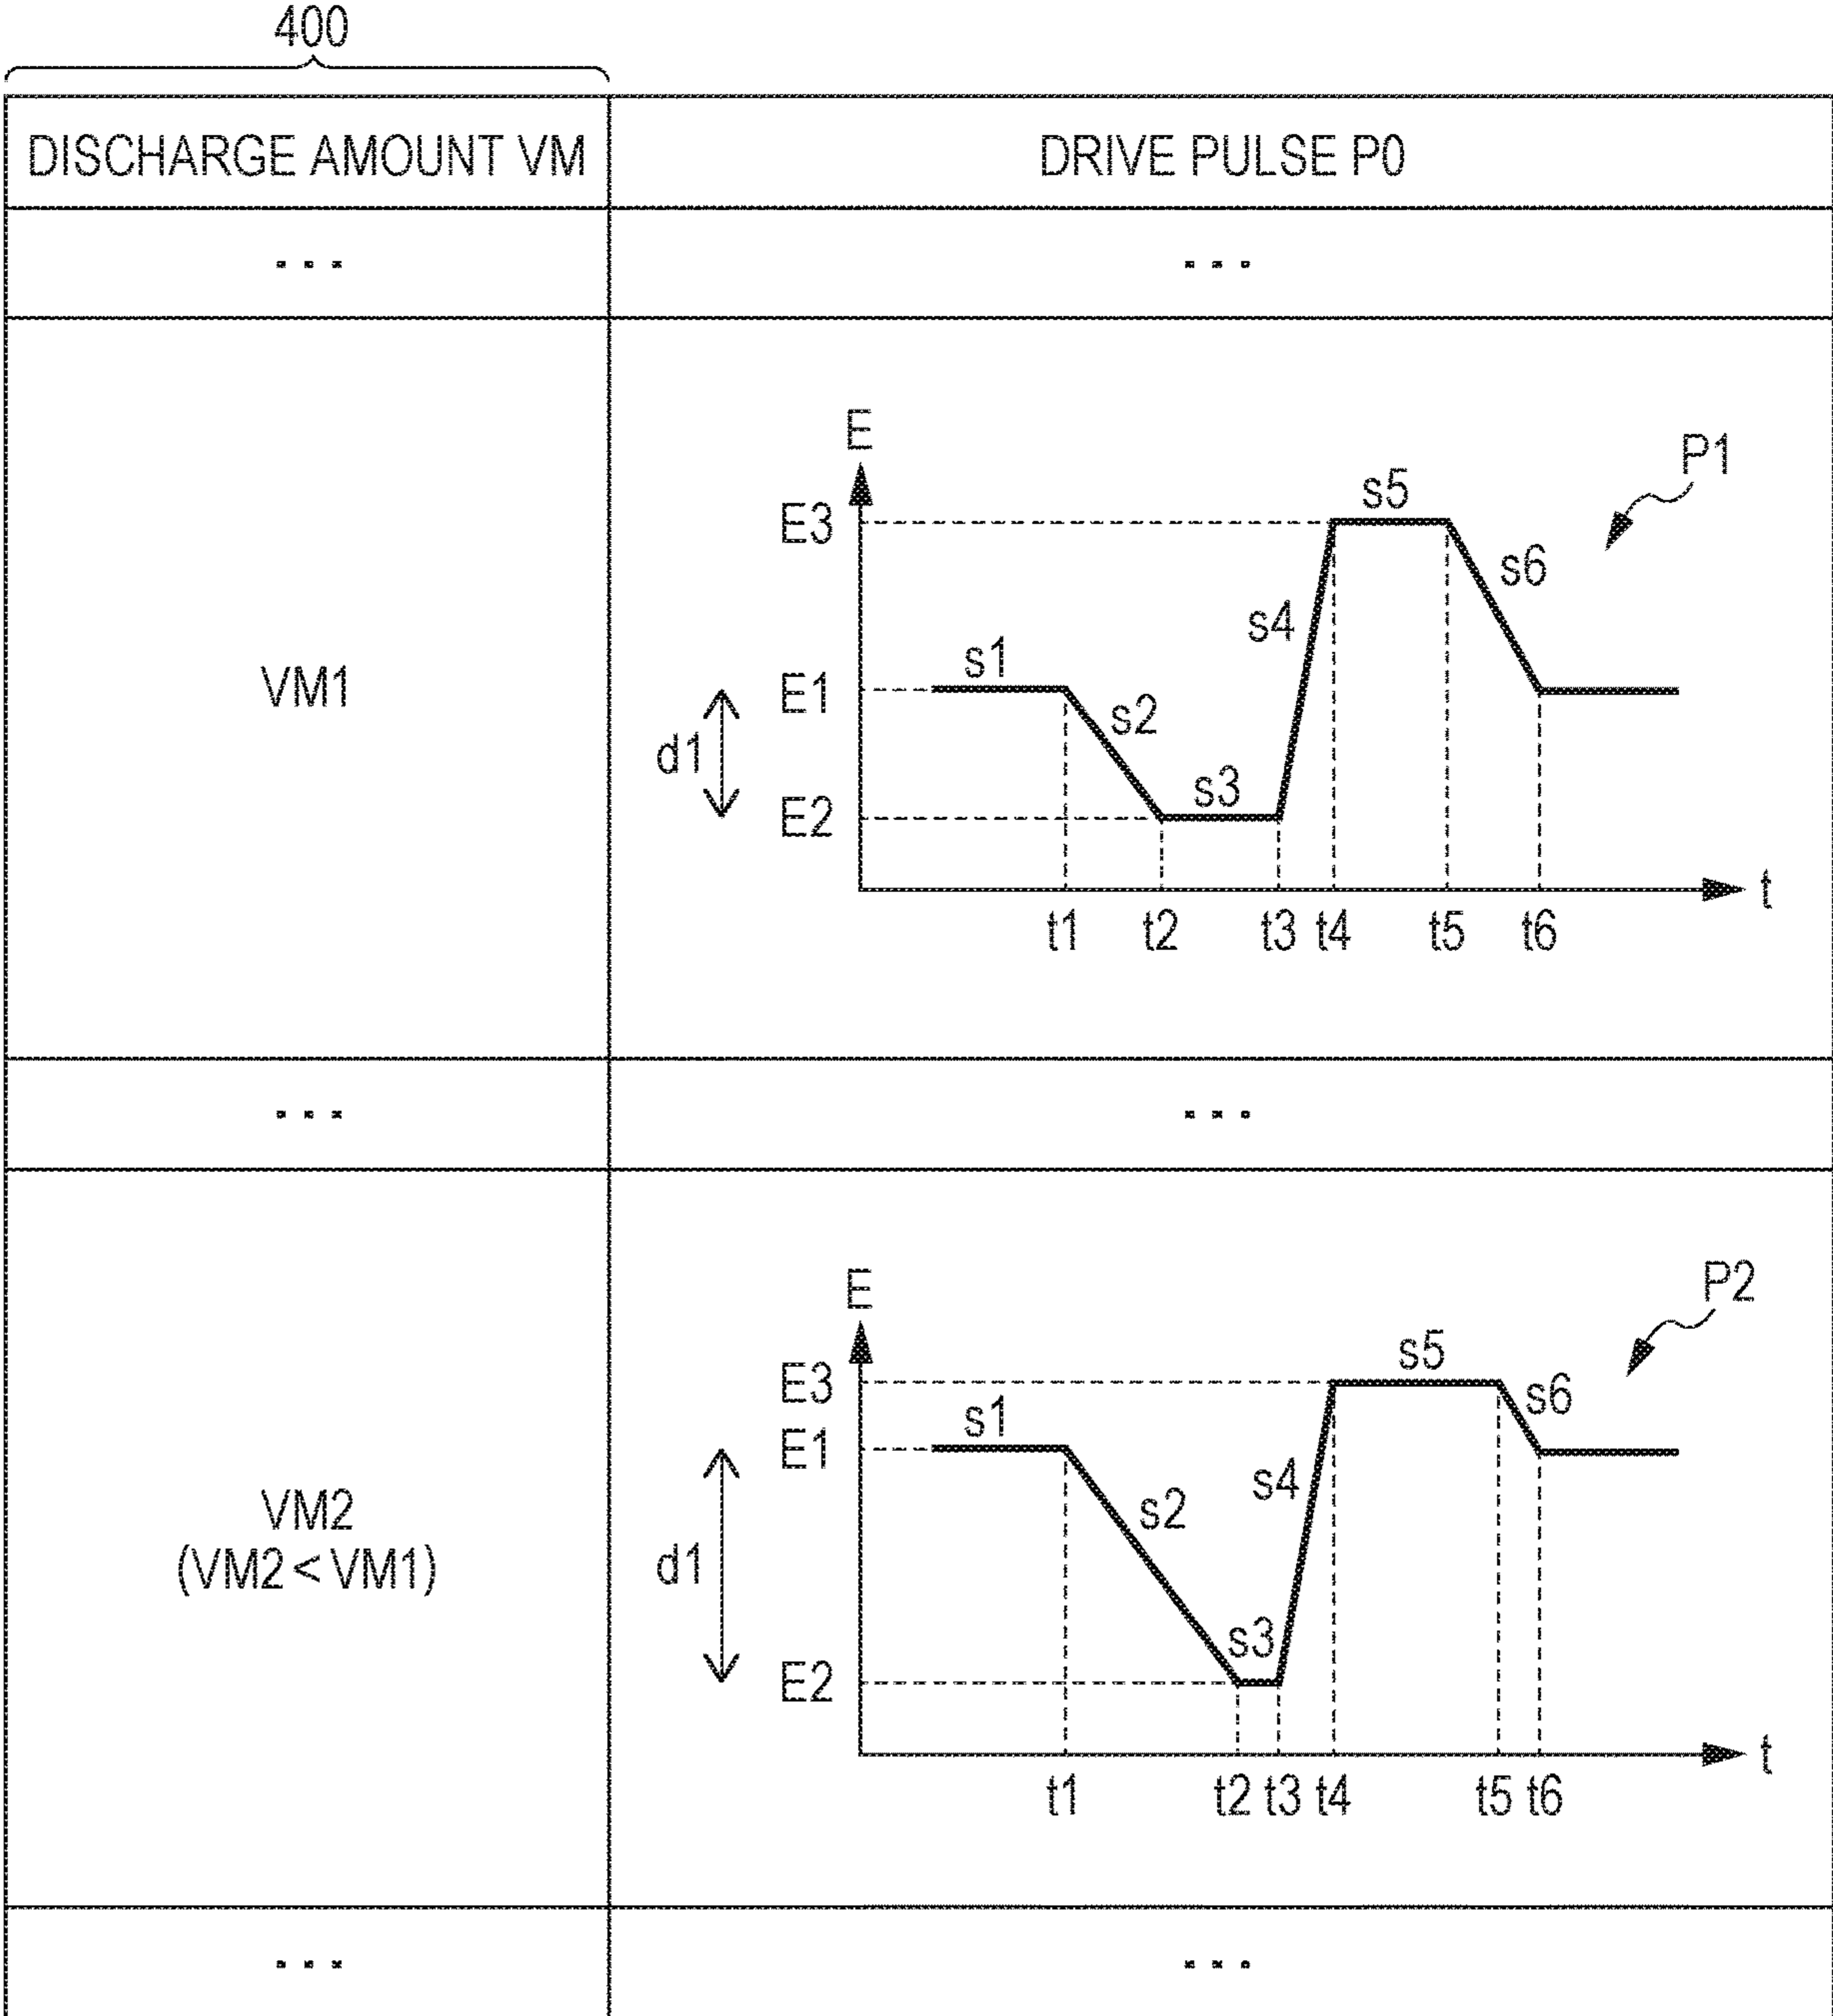 400
DISCHARGE AMOUNT VM
DRIVE PULSE P0
...
...
VM1
E
P1
s5
E3
s6
s4
s1
E1
s2
d1
s3
E2
t
t1 t2 t3 t4 t5 t6
...
...
VM2
(VM2 < VM1)
E
P2
s5
E3
s6
s1
E1
s4
s2
d1
s3
E2
t
t1 t2 t3 t4 t5 t6
...
...